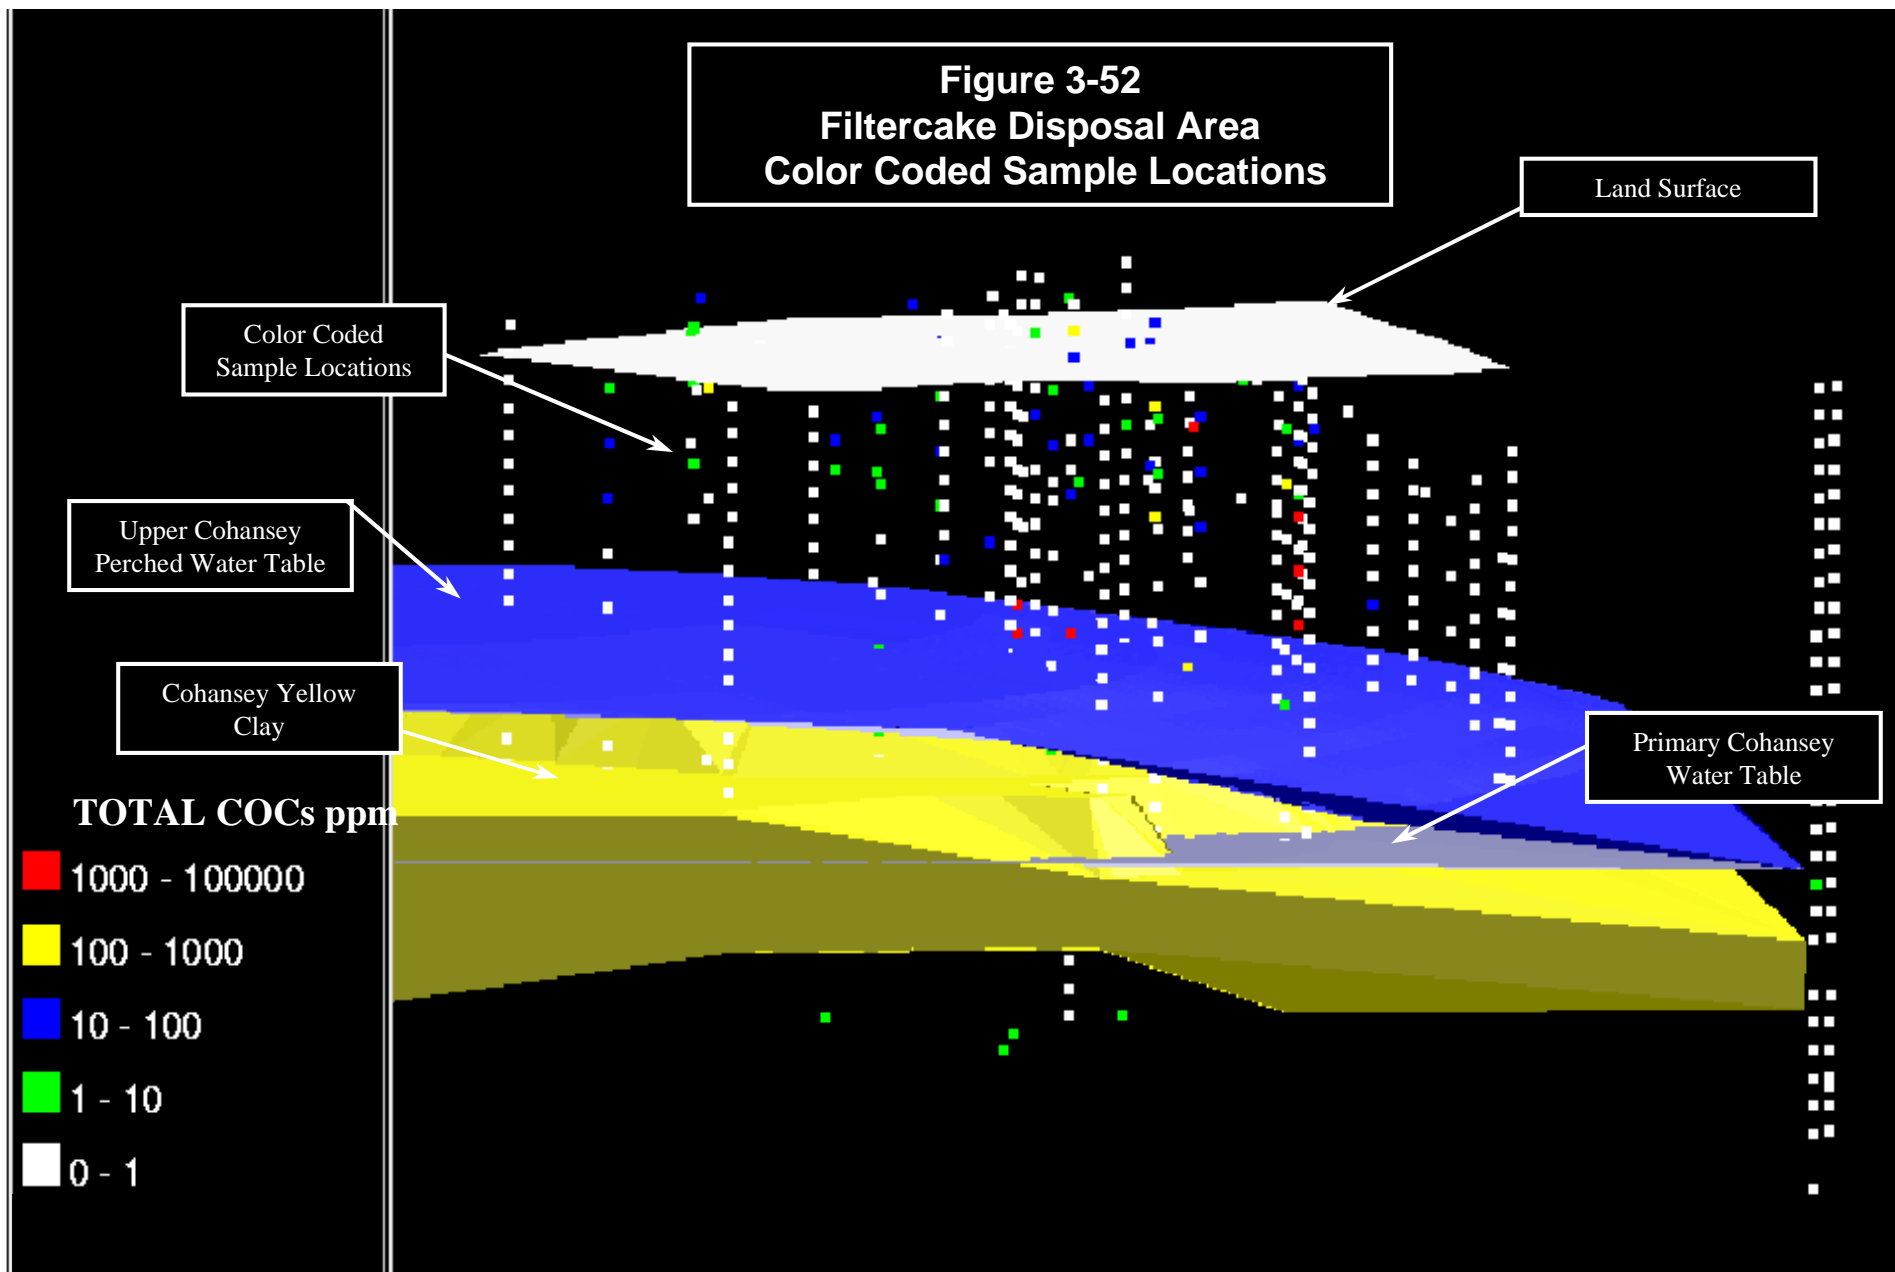 Figure 3-52
Filtercake Disposal Area
Color Coded Sample Locations
Land Surface
Color Coded
Sample Locations
Upper Cohansey
Perched Water Table
Cohansey Yellow
Clay
Primary Cohansey
Water Table
TOTAL COCs ppm
1000 - 100000
100 - 1000
10 - 100
1 - 10
0 - 1